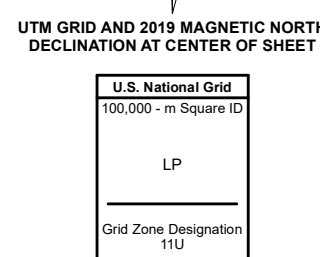 UTM GRID AND 2019 MAGNETIC NORTH
DECLINATION AT CENTER OF SHEET
U.S. National Grid
100,000 - m Square ID
LP
Grid Zone Designation
11U